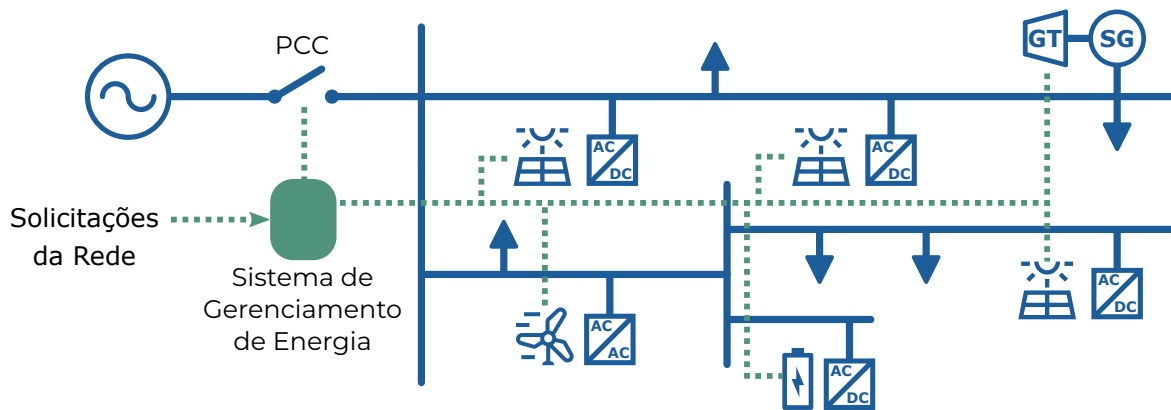 PCC
GT
SG
AC
DC
AC
DC
Solicitações
da Rede
Sistema de
Gerenciamento
de Energia
AC
AC
AC
DC
AC
DC